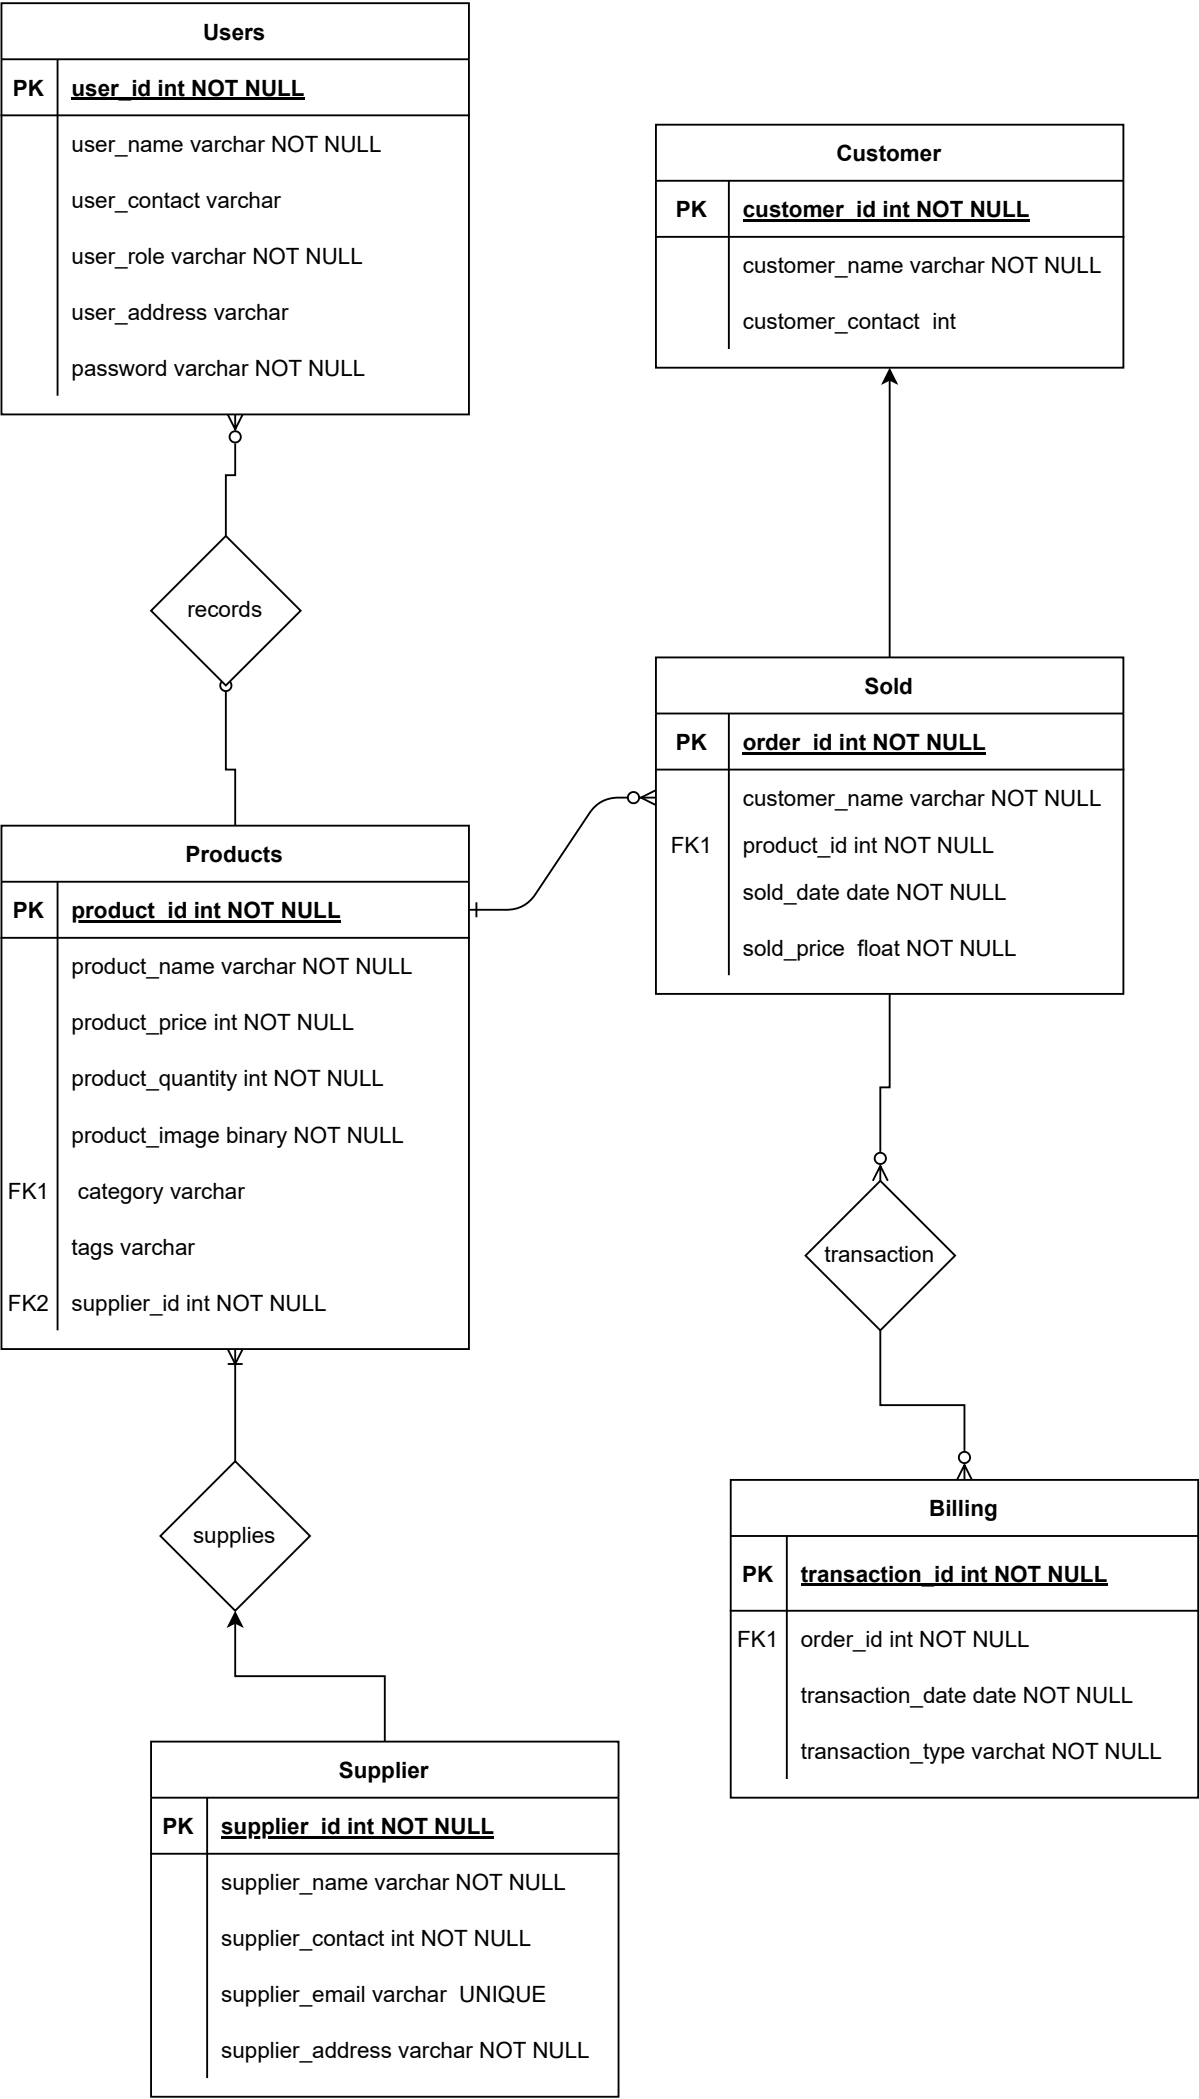 Users
PK user_id int NOT NULL
user_name varchar NOT NULL
user_contact varchar
user_role varchar NOT NULL
user_address varchar
password varchar NOT NULL
records
Products
PK product_id int NOT NULL
product_name varchar NOT NULL
product_price int NOT NULL
product_quantity int NOT NULL
product_image binary NOT NULL
FK1 category varchar
tags varchar
FK2 supplier_id int NOT NULL
supplies
Supplier
PK supplier_id int NOT NULL
supplier_name varchar NOT NULL
supplier_contact int NOT NULL
supplier_email varchar  UNIQUE
supplier_address varchar NOT NULL
Customer
PK customer_id int NOT NULL
customer_name varchar NOT NULL
customer_contact  int
Sold
PK order_id int NOT NULL
customer_name varchar NOT NULL
FK1 product_id int NOT NULL
sold_date date NOT NULL
sold_price  float NOT NULL
transaction
Billing
PK transaction_id int NOT NULL
FK1 order_id int NOT NULL
transaction_date date NOT NULL
transaction_type varchat NOT NULL